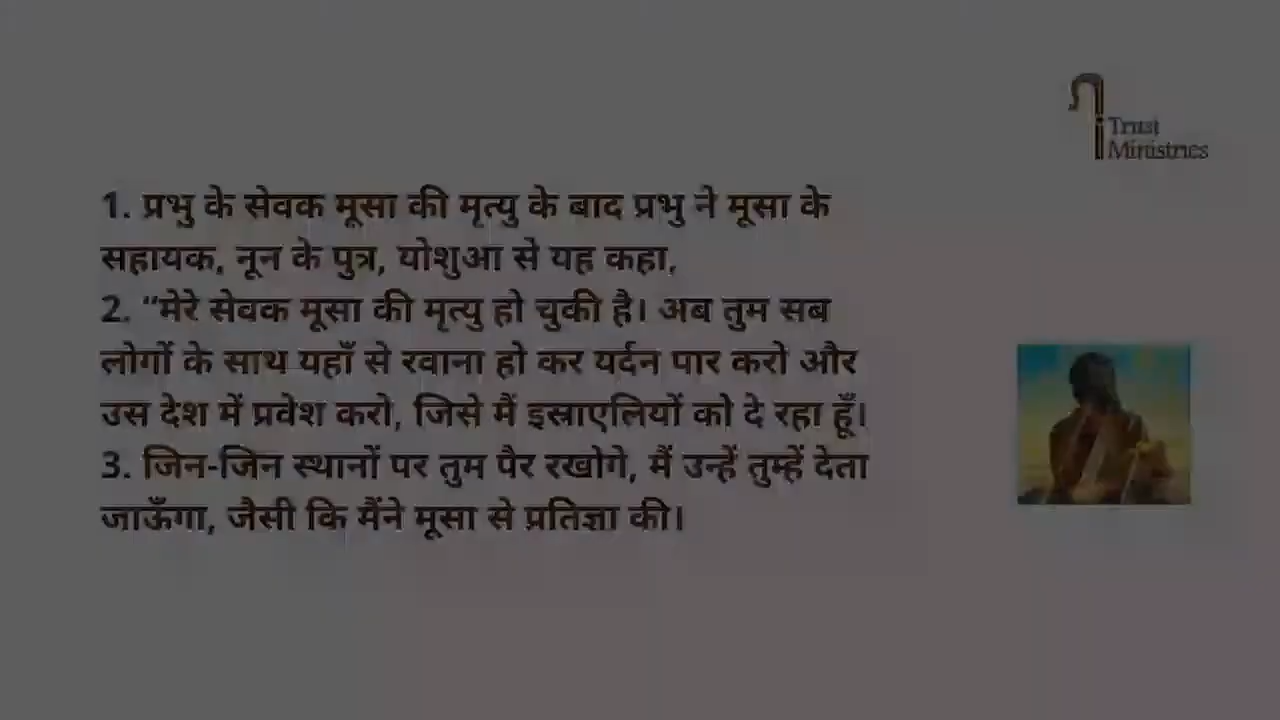 Trust
Ministries
1. प्रभु के सेवक मूसा की मृत्यु के बाद प्रभु ने मूसा के
सहायक, नून के पुत्र, योशुआ से यह कहा,
2. “मेरे सेवक मूसा की मृत्यु हो चुकी है। अब तुम सब
लोगों के साथ यहाँ से रवाना हो कर यर्दन पार करो और
उस देश में प्रवेश करो, जिसे मैं इस्राएलियों को दे रहा हूँ।
3. जिन-जिन स्थानों पर तुम पैर रखोगे, मैं उन्हें तुम्हें देता
जाऊँगा, जैसी कि मैंने मूसा से प्रतिज्ञा की।